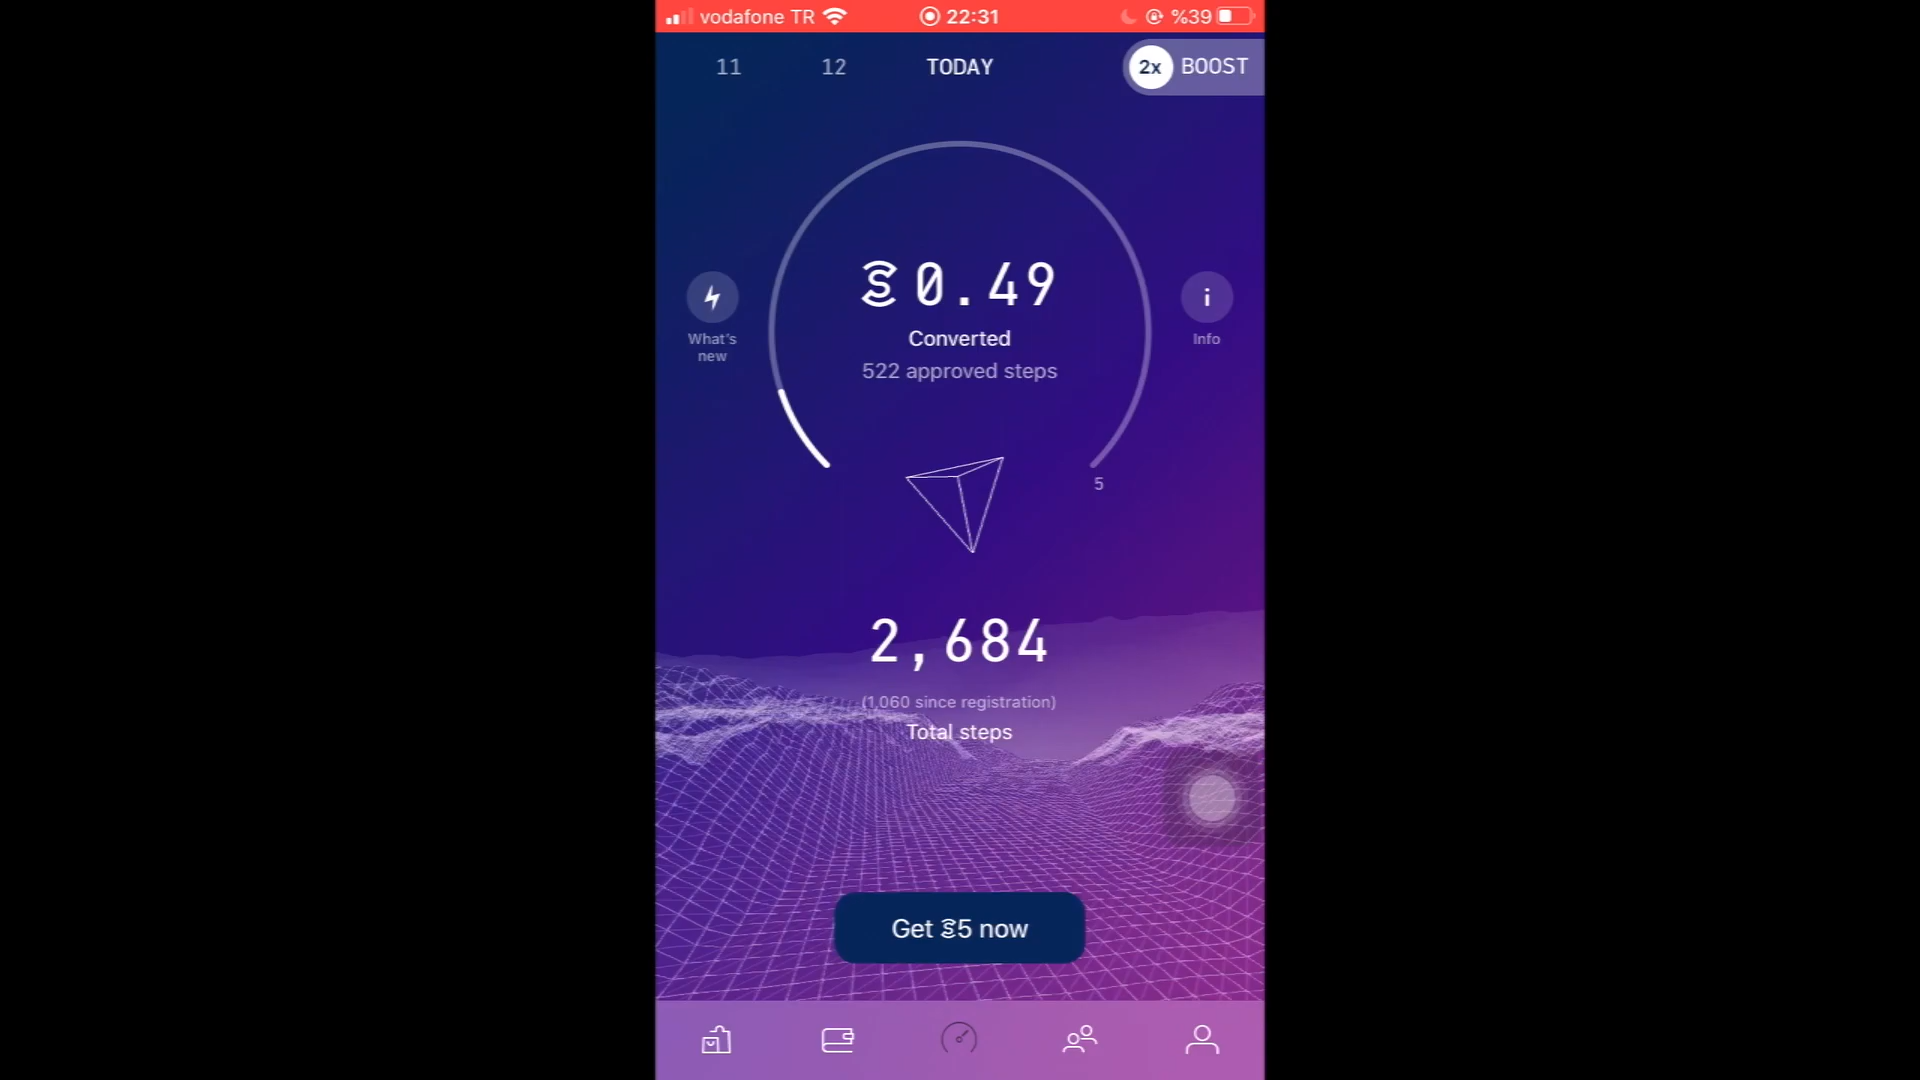 vodafone TR 22:31 %39
11 12 TODAY 2x BOOST
0.49
Converted
522 approved steps
What's
new
Info
5
2,684
(1,060 since registration)
Total steps
Get S5 now